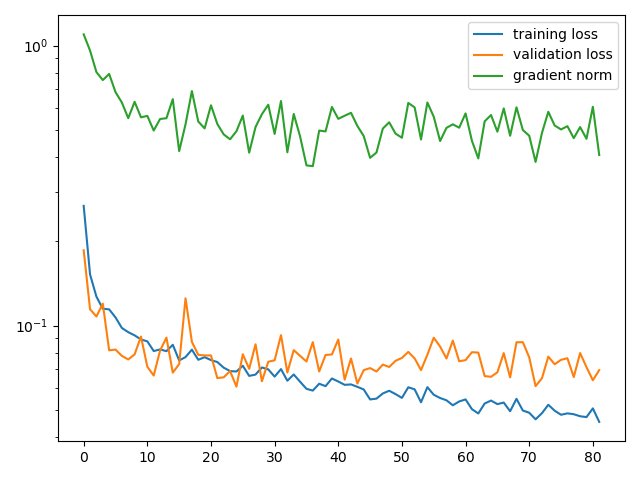 training loss
validation loss
gradient norm
10⁰
10⁻¹
0 10 20 30 40 50 60 70 80